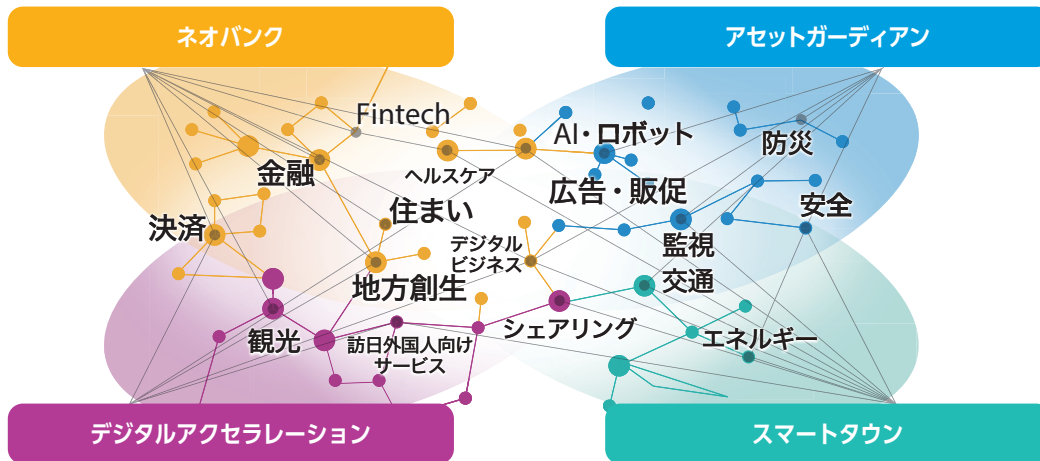 ネオバンク
アセットガーディアン
Fintech
AI・ロボット
防災
金融
ヘルスケア
広告・販促
決済
住まい
安全
デジタル
ビジネス
監視
地方創生
交通
観光
訪日外国人向け
サービス
シェアリング
エネルギー
デジタルアクセラレーション
スマートタウン